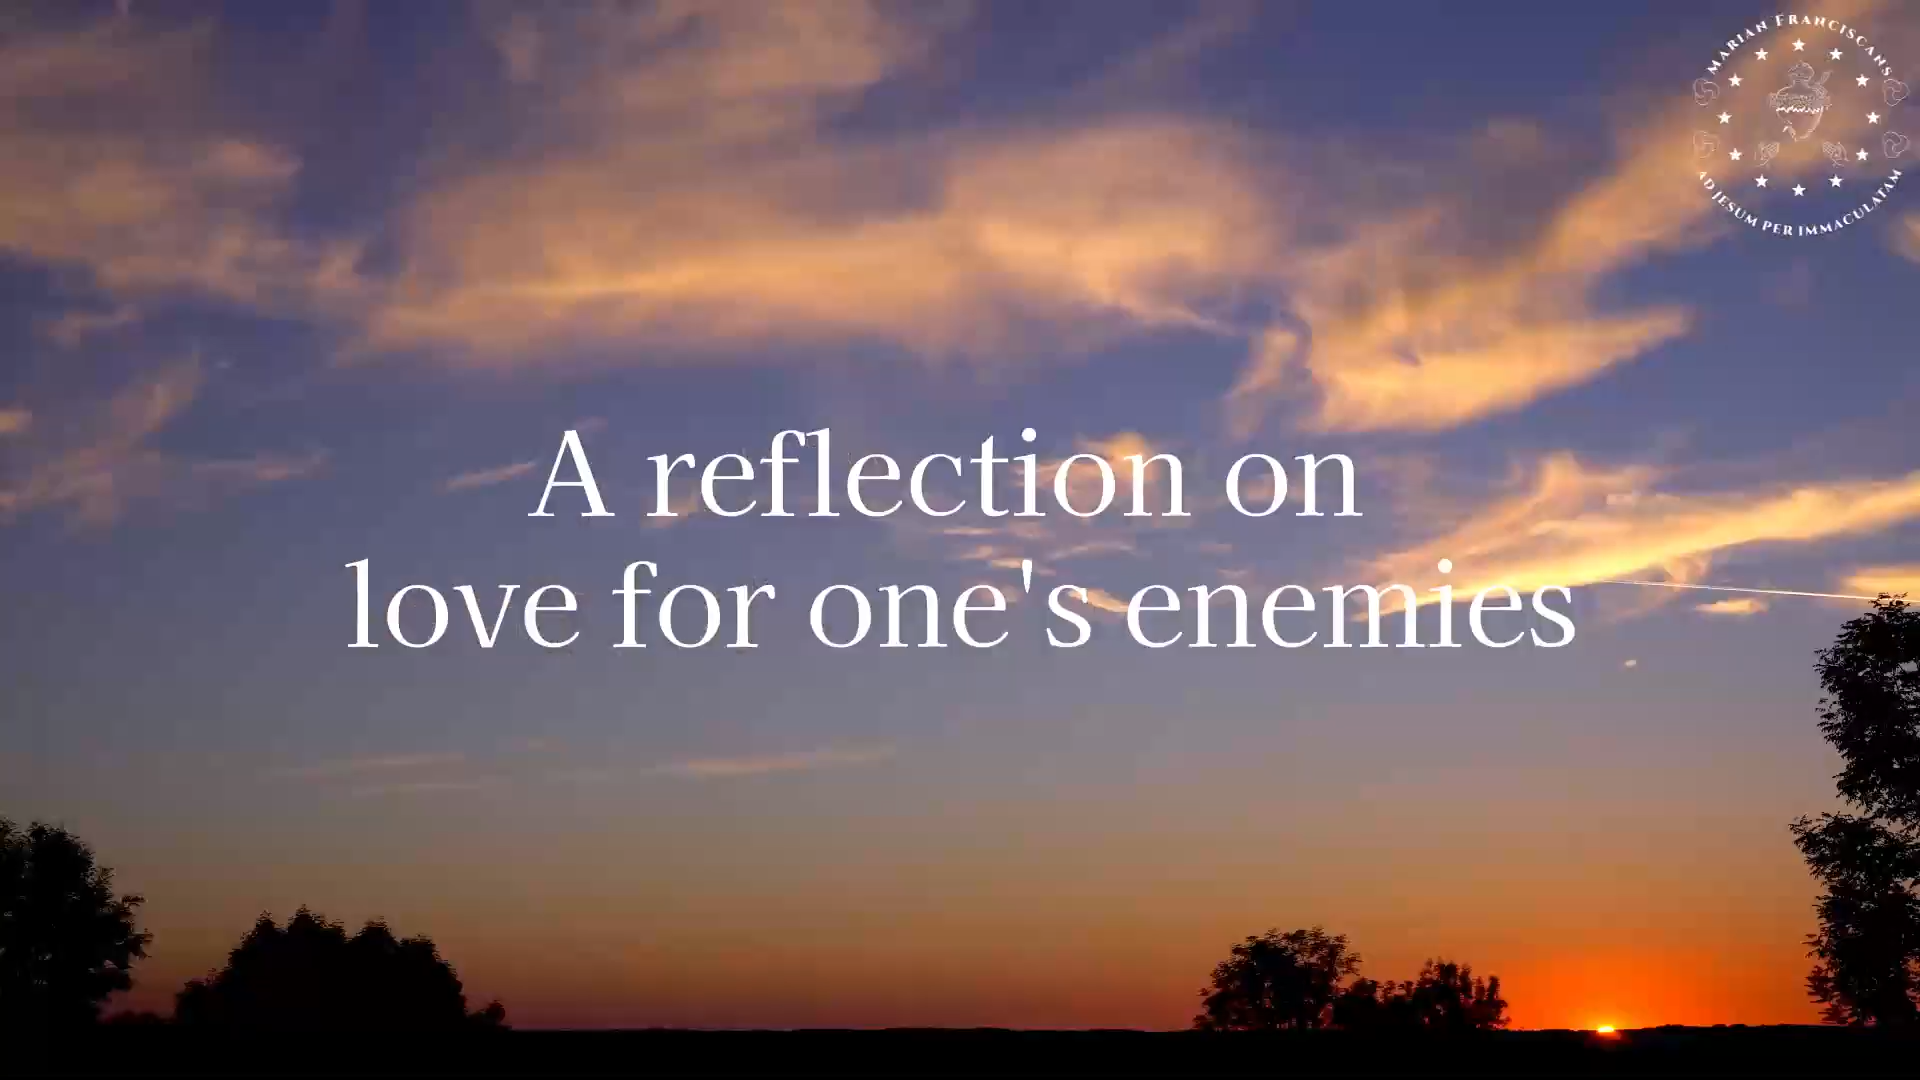 MARIAN FRANCISCANS
AD JESUM PER IMMACULATAM
A reflection on
love for one's enemies